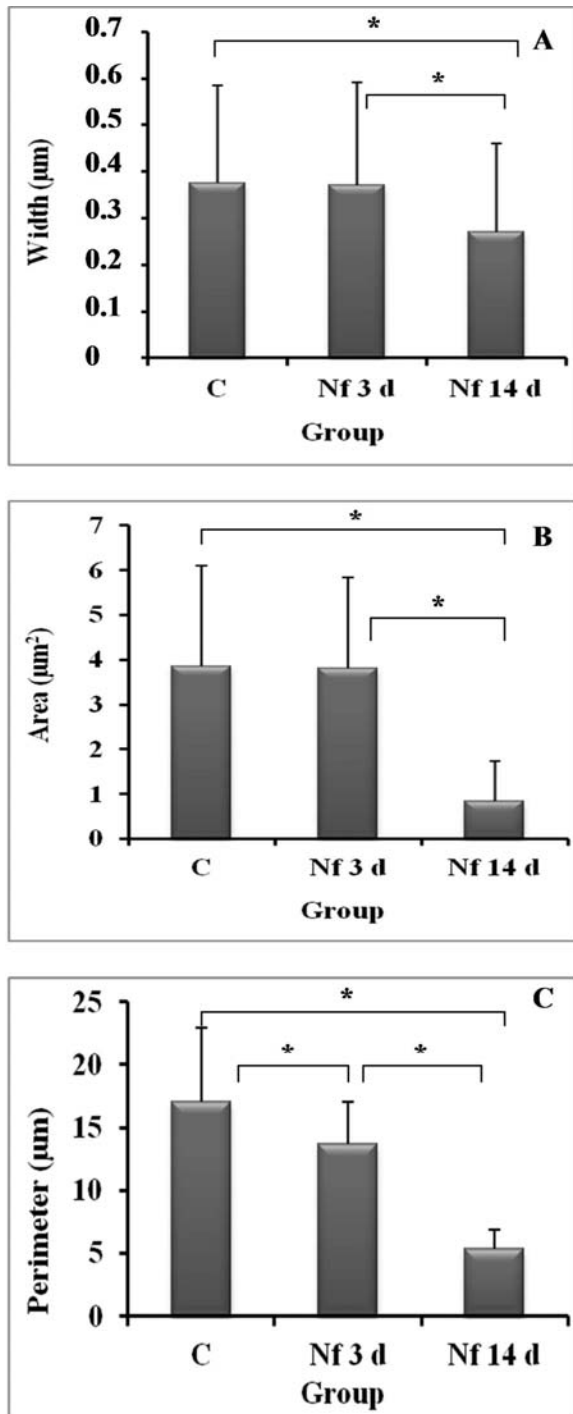 A
*
*
0.7
0.6
0.5
0.4
0.3
0.2
0.1
0
Width (µm)
C Nf 3 d Nf 14 d
Group
B
*
*
7
6
5
4
3
2
1
0
Area (µm²)
C Nf 3 d Nf 14 d
Group
C
*
* *
25
20
15
10
5
0
Perimeter (µm)
C Nf 3 d Nf 14 d
Group